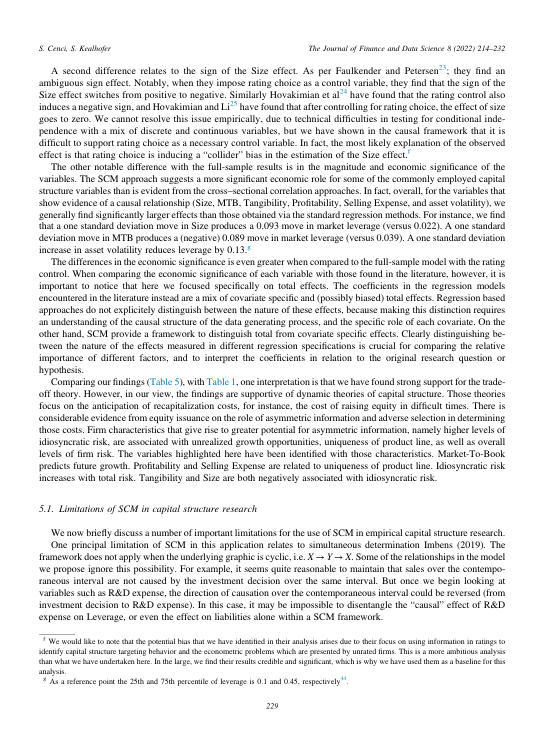 S. Cenci, S. Kealhofer
The Journal of Finance and Data Science 8 (2022) 214–232
A second difference relates to the sign of the Size effect. As per Faulkender and Petersen23; they find an
ambiguous sign effect. Notably, when they impose rating choice as a control variable, they find that the sign of the
Size effect switches from positive to negative. Similarly Hovakimian et al24 have found that the rating control also
induces a negative sign, and Hovakimian and Li25 have found that after controlling for rating choice, the effect of size
goes to zero. We cannot resolve this issue empirically, due to technical difficulties in testing for conditional inde-
pendence with a mix of discrete and continuous variables, but we have shown in the causal framework that it is
difficult to support rating choice as a necessary control variable. In fact, the most likely explanation of the observed
effect is that rating choice is inducing a “collider” bias in the estimation of the Size effect.f
The other notable difference with the full-sample results is in the magnitude and economic significance of the
variables. The SCM approach suggests a more significant economic role for some of the commonly employed capital
structure variables than is evident from the cross–sectional correlation approaches. In fact, overall, for the variables that
show evidence of a causal relationship (Size, MTB, Tangibility, Profitability, Selling Expense, and asset volatility), we
generally find significantly larger effects than those obtained via the standard regression methods. For instance, we find
that a one standard deviation move in Size produces a 0.093 move in market leverage (versus 0.022). A one standard
deviation move in MTB produces a (negative) 0.089 move in market leverage (versus 0.039). A one standard deviation
increase in asset volatility reduces leverage by 0.13.g
The differences in the economic significance is even greater when compared to the full-sample model with the rating
control. When comparing the economic significance of each variable with those found in the literature, however, it is
important to notice that here we focused specifically on total effects. The coefficients in the regression models
encountered in the literature instead are a mix of covariate specific and (possibly biased) total effects. Regression based
approaches do not explicitly distinguish between the nature of these effects, because making this distinction requires
an understanding of the causal structure of the data generating process, and the specific role of each covariate. On the
other hand, SCM provide a framework to distinguish total from covariate specific effects. Clearly distinguishing be-
tween the nature of the effects measured in different regression specifications is crucial for comparing the relative
importance of different factors, and to interpret the coefficients in relation to the original research question or
hypothesis.
Comparing our findings (Table 5), with Table 1, one interpretation is that we have found strong support for the trade-
off theory. However, in our view, the findings are supportive of dynamic theories of capital structure. Those theories
focus on the anticipation of recapitalization costs, for instance, the cost of raising equity in difficult times. There is
considerable evidence from equity issuance on the role of asymmetric information and adverse selection in determining
those costs. Firm characteristics that give rise to greater potential for asymmetric information, namely higher levels of
idiosyncratic risk, are associated with unrealized growth opportunities, uniqueness of product line, as well as overall
levels of firm risk. The variables highlighted here have been identified with those characteristics. Market-To-Book
predicts future growth. Profitability and Selling Expense are related to uniqueness of product line. Idiosyncratic risk
increases with total risk. Tangibility and Size are both negatively associated with idiosyncratic risk.
5.1. Limitations of SCM in capital structure research
We now briefly discuss a number of important limitations for the use of SCM in empirical capital structure research.
One principal limitation of SCM in this application relates to simultaneous determination Imbens (2019). The
framework does not apply when the underlying graphic is cyclic, i.e. X → Y → X. Some of the relationships in the model
we propose ignore this possibility. For example, it seems quite reasonable to maintain that sales over the contempo-
raneous interval are not caused by the investment decision over the same interval. But once we begin looking at
variables such as R&D expense, the direction of causation over the contemporaneous interval could be reversed (from
investment decision to R&D expense). In this case, it may be impossible to disentangle the “causal” effect of R&D
expense on Leverage, or even the effect on liabilities alone within a SCM framework.
f We would like to note that the potential bias that we have identified in their analysis arises due to their focus on using information in ratings to
identify capital structure targeting behavior and the econometric problems which are presented by unrated firms. This is a more ambitious analysis
than what we have undertaken here. In the large, we find their results credible and significant, which is why we have used them as a baseline for this
analysis.
g As a reference point the 25th and 75th percentile of leverage is 0.1 and 0.45, respectively44.
229